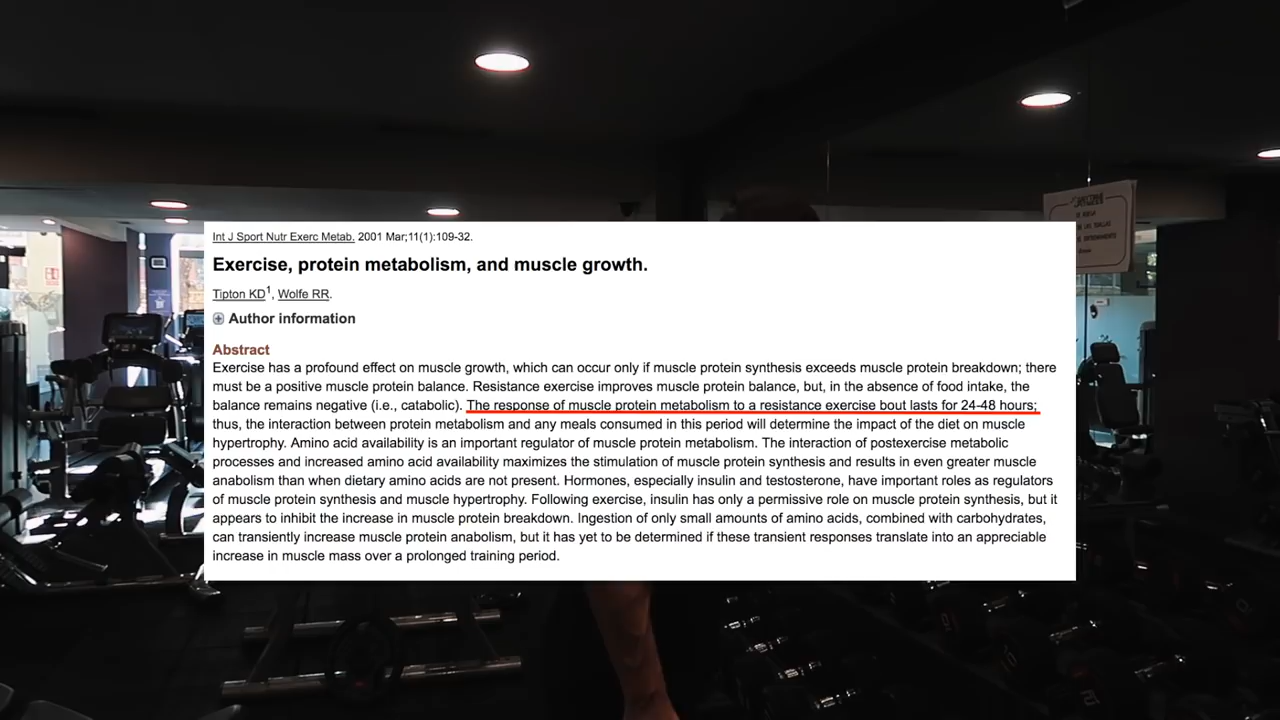 Int J Sport Nutr Exerc Metab. 2001 Mar;11(1):109-32.
Exercise, protein metabolism, and muscle growth.
Tipton KD1, Wolfe RR.
Author information
Abstract
Exercise has a profound effect on muscle growth, which can occur only if muscle protein synthesis exceeds muscle protein breakdown; there
must be a positive muscle protein balance. Resistance exercise improves muscle protein balance, but, in the absence of food intake, the
balance remains negative (i.e., catabolic). The response of muscle protein metabolism to a resistance exercise bout lasts for 24-48 hours;
thus, the interaction between protein metabolism and any meals consumed in this period will determine the impact of the diet on muscle
hypertrophy. Amino acid availability is an important regulator of muscle protein metabolism. The interaction of postexercise metabolic
processes and increased amino acid availability maximizes the stimulation of muscle protein synthesis and results in even greater muscle
anabolism than when dietary amino acids are not present. Hormones, especially insulin and testosterone, have important roles as regulators
of muscle protein synthesis and muscle hypertrophy. Following exercise, insulin has only a permissive role on muscle protein synthesis, but it
appears to inhibit the increase in muscle protein breakdown. Ingestion of only small amounts of amino acids, combined with carbohydrates,
can transiently increase muscle protein anabolism, but it has yet to be determined if these transient responses translate into an appreciable
increase in muscle mass over a prolonged training period.